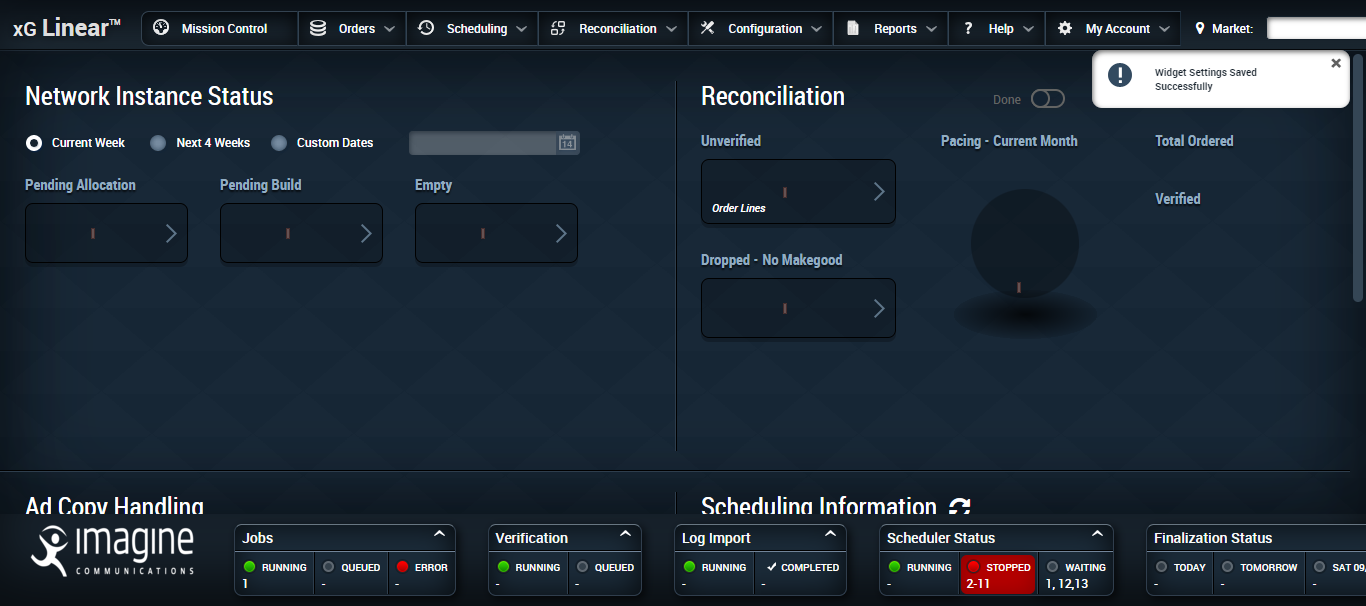 xG Linear™
Mission Control
Orders
Scheduling
Reconciliation
Configuration
Reports
? Help
My Account
Market:
Widget Settings Saved
Successfully
Network Instance Status
Current Week
Next 4 Weeks
Custom Dates
14
Pending Allocation
Pending Build
Empty
Reconciliation
Done
Unverified
Order Lines
Dropped - No Makegood
Pacing - Current Month
Total Ordered
Verified
Ad Copy Handling
Scheduling Information
imagine
COMMUNICATIONS
Jobs
RUNNING
1
QUEUED
-
ERROR
-
Verification
RUNNING
-
QUEUED
-
Log Import
RUNNING
-
COMPLETED
-
Scheduler Status
RUNNING
-
STOPPED
2-11
WAITING
1, 12,13
Finalization Status
TODAY
-
TOMORROW
-
SAT 09/
-